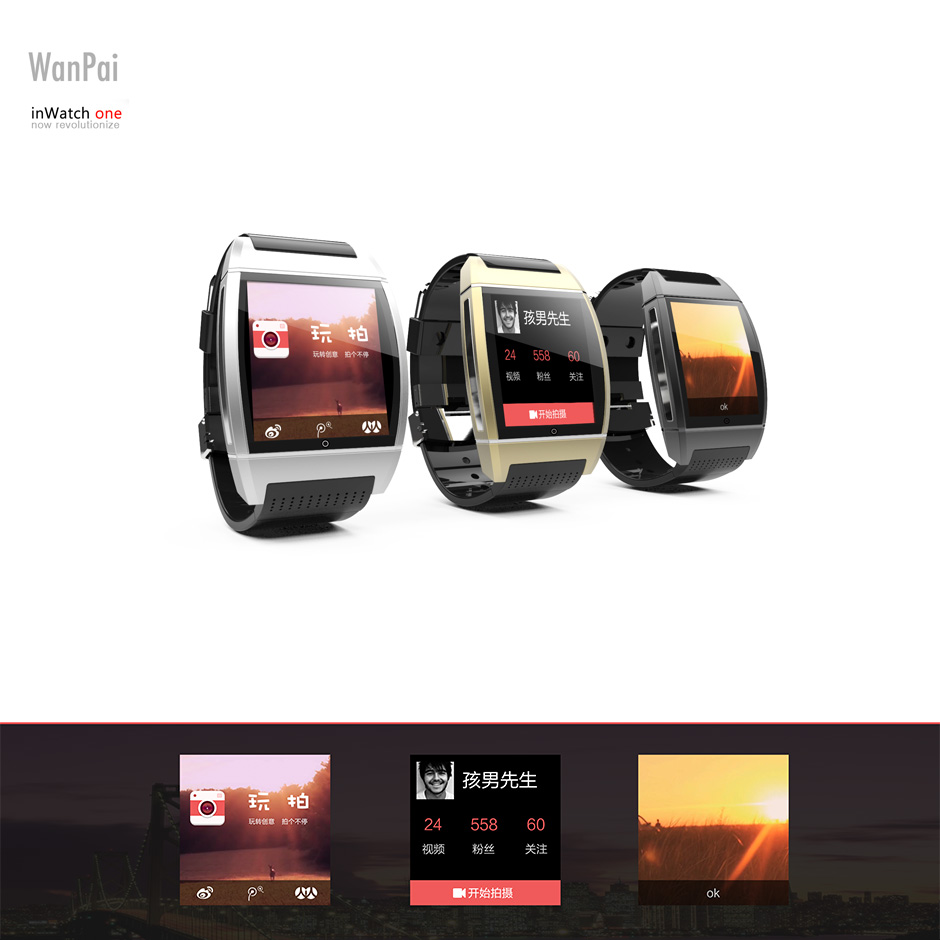 WanPai
inWatch one
now revolutionize
玩 拍
玩转创意 拍个不停
孩男先生
24 558 60
视频 粉丝 关注
开始拍摄
ok
玩 拍
玩转创意 拍个不停
孩男先生
24 558 60
视频 粉丝 关注
开始拍摄
ok